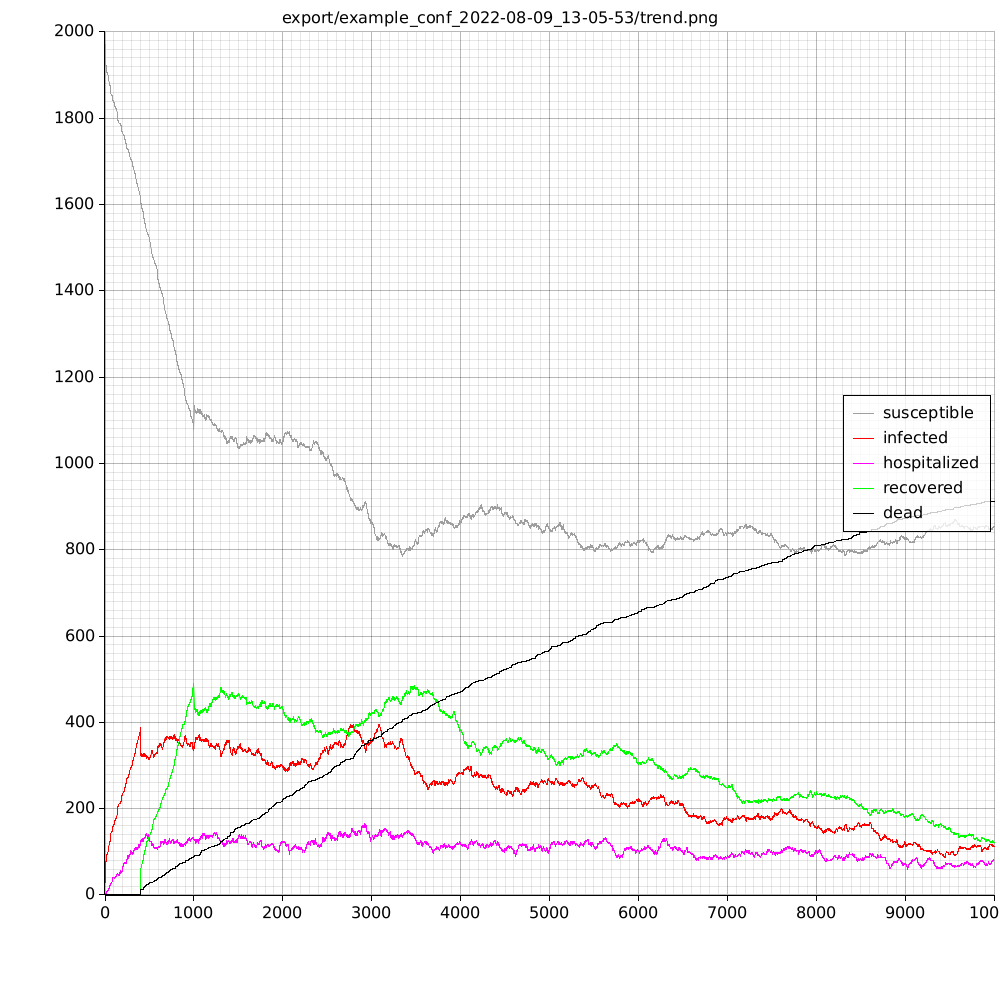 export/example_conf_2022-08-09_13-05-53/trend.png
2000
1800
1600
1400
1200
1000
800
600
400
200
0
susceptible
infected
hospitalized
recovered
dead
0 1000 2000 3000 4000 5000 6000 7000 8000 9000 100